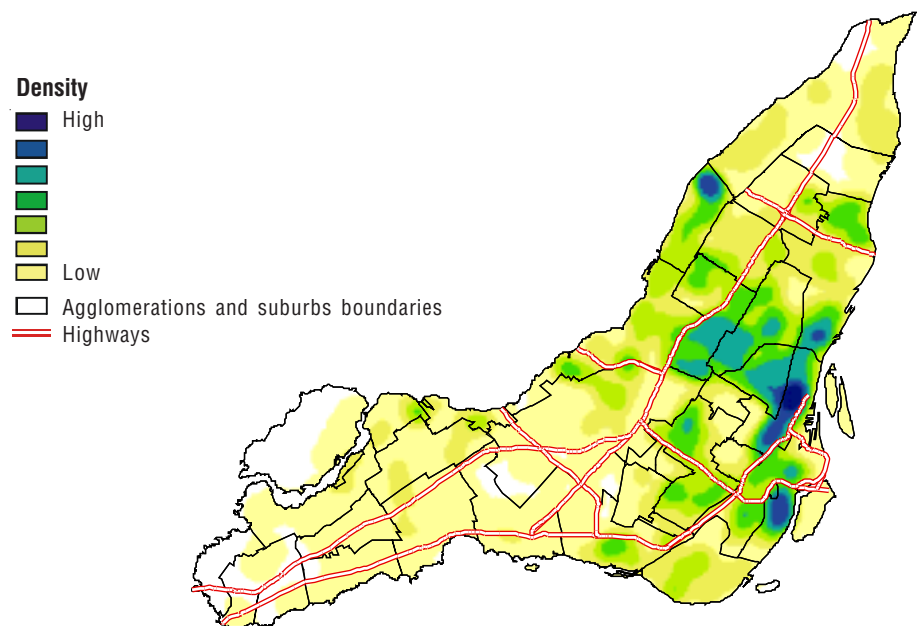 Density
High
Low
Agglomerations and suburbs boundaries
Highways